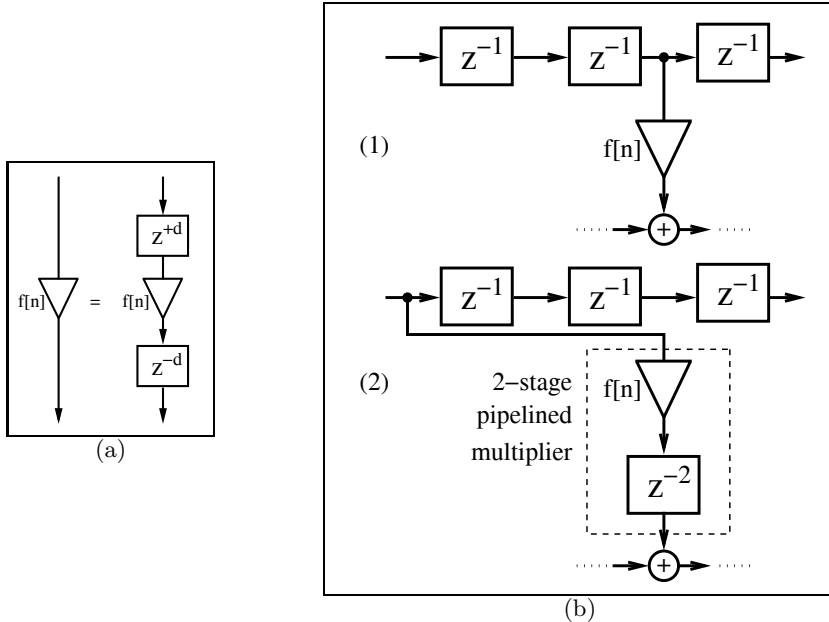 z⁺ᵈ
f[n] = f[n]
z⁻ᵈ
(a)
z⁻¹ z⁻¹ z⁻¹
(1)
f[n]
+
z⁻¹ z⁻¹ z⁻¹
(2)
2−stage
pipelined
multiplier
f[n]
z⁻²
+
(b)